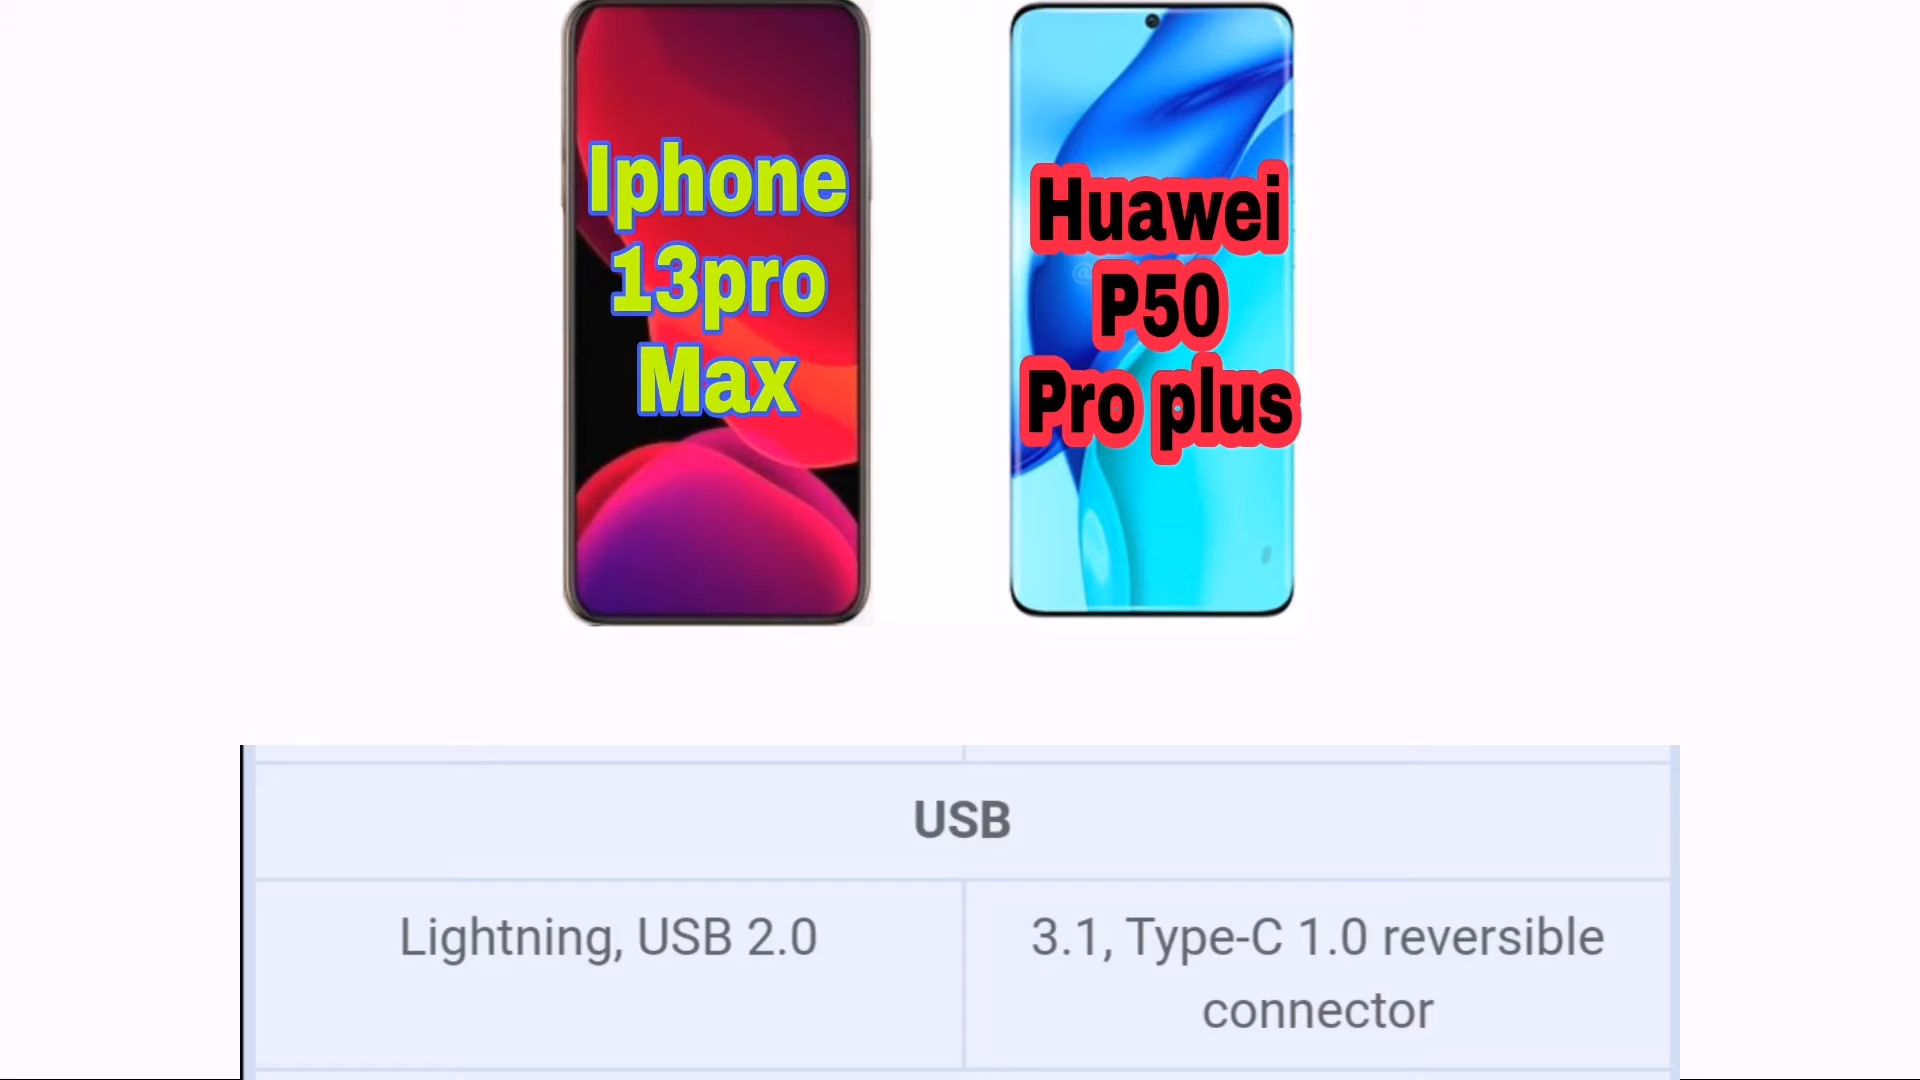 Iphone
13pro
Max
Huawei
P50
Pro plus
USB
Lightning, USB 2.0
3.1, Type-C 1.0 reversible
connector